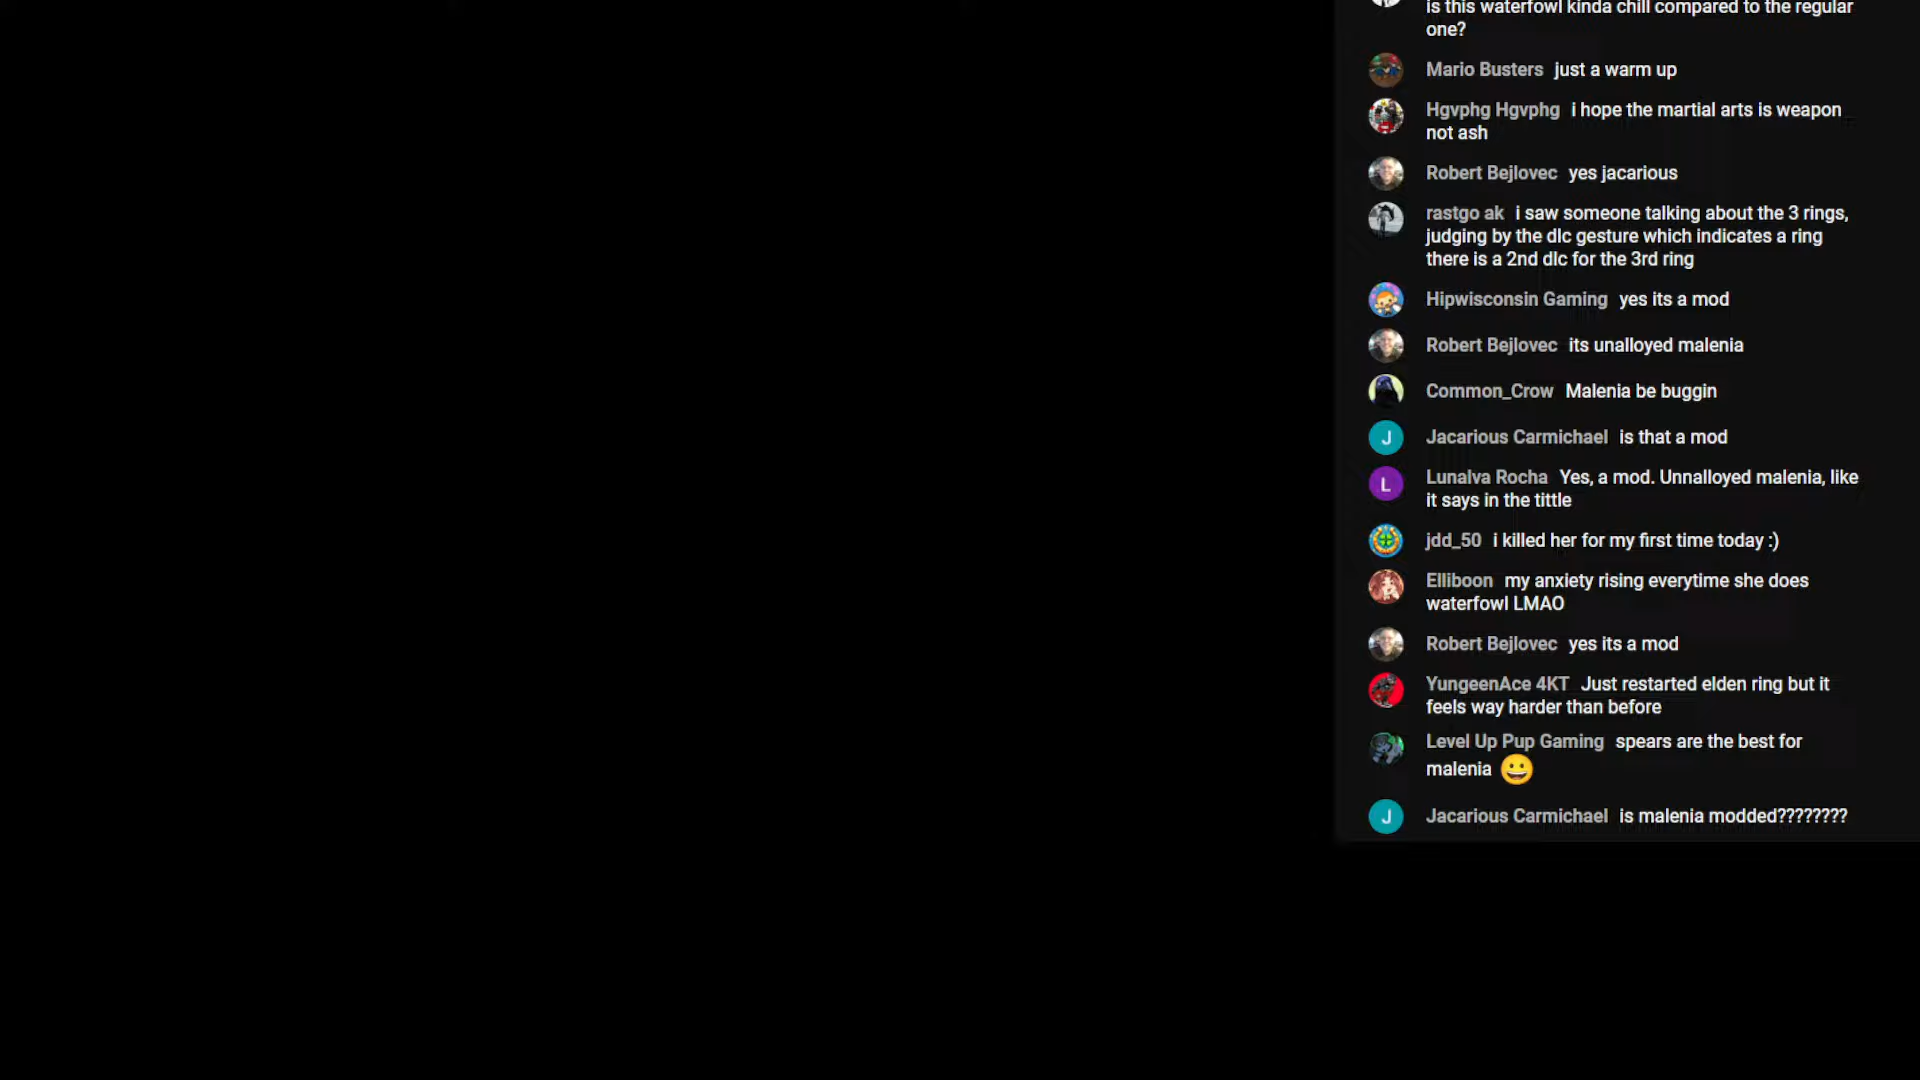 is this waterfowl kinda chill compared to the regular
one?
Mario Busters just a warm up
Hgvphg Hgvphg i hope the martial arts is weapon
not ash
Robert Bejlovec yes jacarious
rastgo ak i saw someone talking about the 3 rings,
judging by the dlc gesture which indicates a ring
there is a 2nd dlc for the 3rd ring
Hipwisconsin Gaming yes its a mod
Robert Bejlovec its unalloyed malenia
Common_Crow Malenia be buggin
J Jacarious Carmichael is that a mod
L Lunalva Rocha Yes, a mod. Unnalloyed malenia, like
it says in the tittle
jdd_50 i killed her for my first time today :)
Elliboon my anxiety rising everytime she does
waterfowl LMAO
Robert Bejlovec yes its a mod
YungeenAce 4KT Just restarted elden ring but it
feels way harder than before
Level Up Pup Gaming spears are the best for
malenia 😀
J Jacarious Carmichael is malenia modded????????